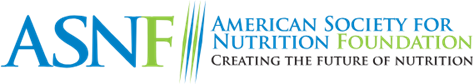 ASNF
AMERICAN SOCIETY FOR
NUTRITION FOUNDATION
CREATING THE FUTURE OF NUTRITION